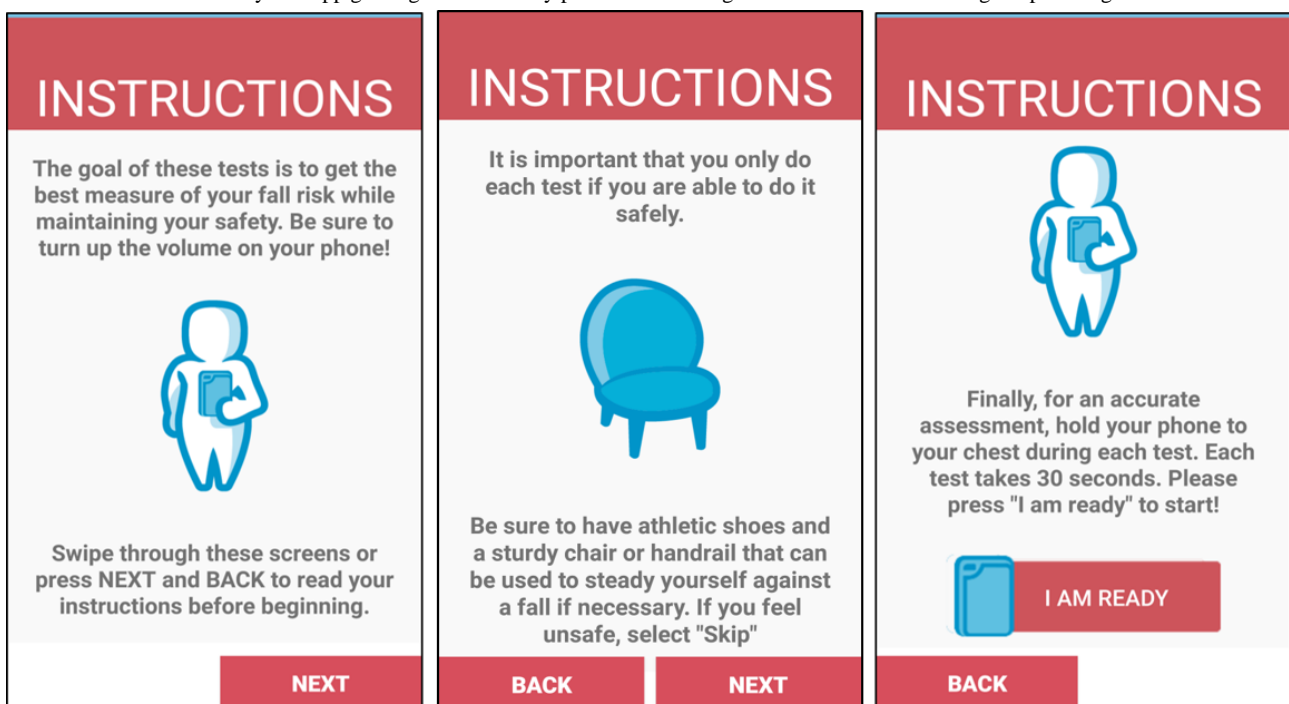 INSTRUCTIONS
The goal of these tests is to get the
best measure of your fall risk while
maintaining your safety. Be sure to
turn up the volume on your phone!
Swipe through these screens or
press NEXT and BACK to read your
instructions before beginning.
NEXT
INSTRUCTIONS
It is important that you only do
each test if you are able to do it
safely.
Be sure to have athletic shoes and
a sturdy chair or handrail that can
be used to steady yourself against
a fall if necessary. If you feel
unsafe, select "Skip"
BACK
NEXT
INSTRUCTIONS
Finally, for an accurate
assessment, hold your phone to
your chest during each test. Each
test takes 30 seconds. Please
press "I am ready" to start!
I AM READY
BACK